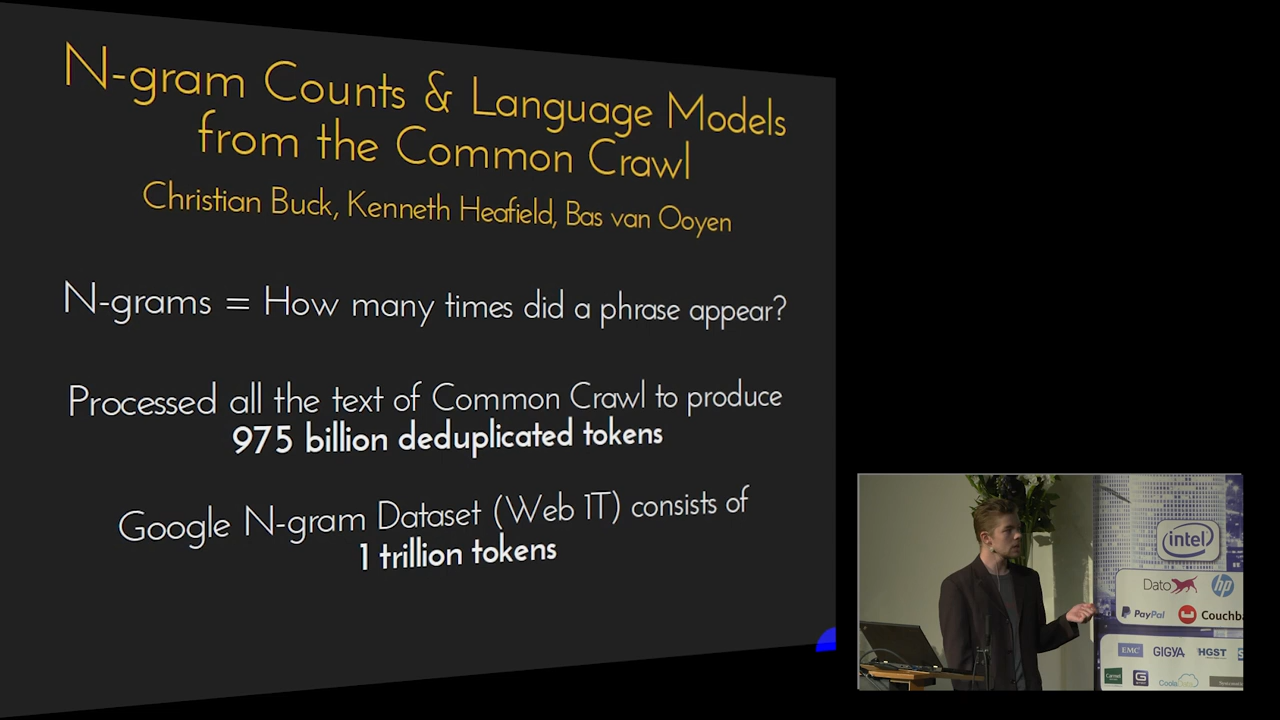 N-gram Counts & Language Models
from the Common Crawl
Christian Buck, Kenneth Heafield, Bas van Ooyen
N-grams = How many times did a phrase appear?
Processed all the text of Common Crawl to produce
975 billion deduplicated tokens
Google N-gram Dataset (Web 1T) consists of
1 trillion tokens
intel
Dato hp
PayPal Couchb
EMC GIGYA HGST